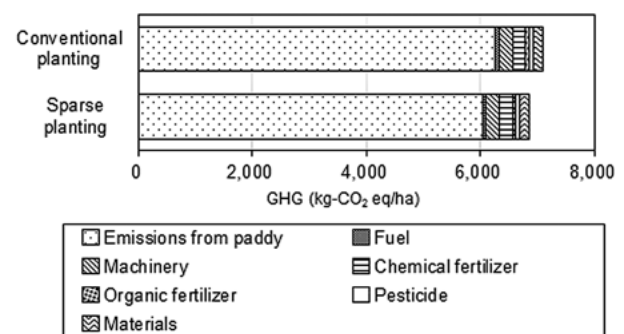 Conventional
planting
Sparse
planting
0 2,000 4,000 6,000 8,000
GHG (kg-CO₂ eq/ha)
Emissions from paddy Fuel
Machinery Chemical fertilizer
Organic fertilizer Pesticide
Materials